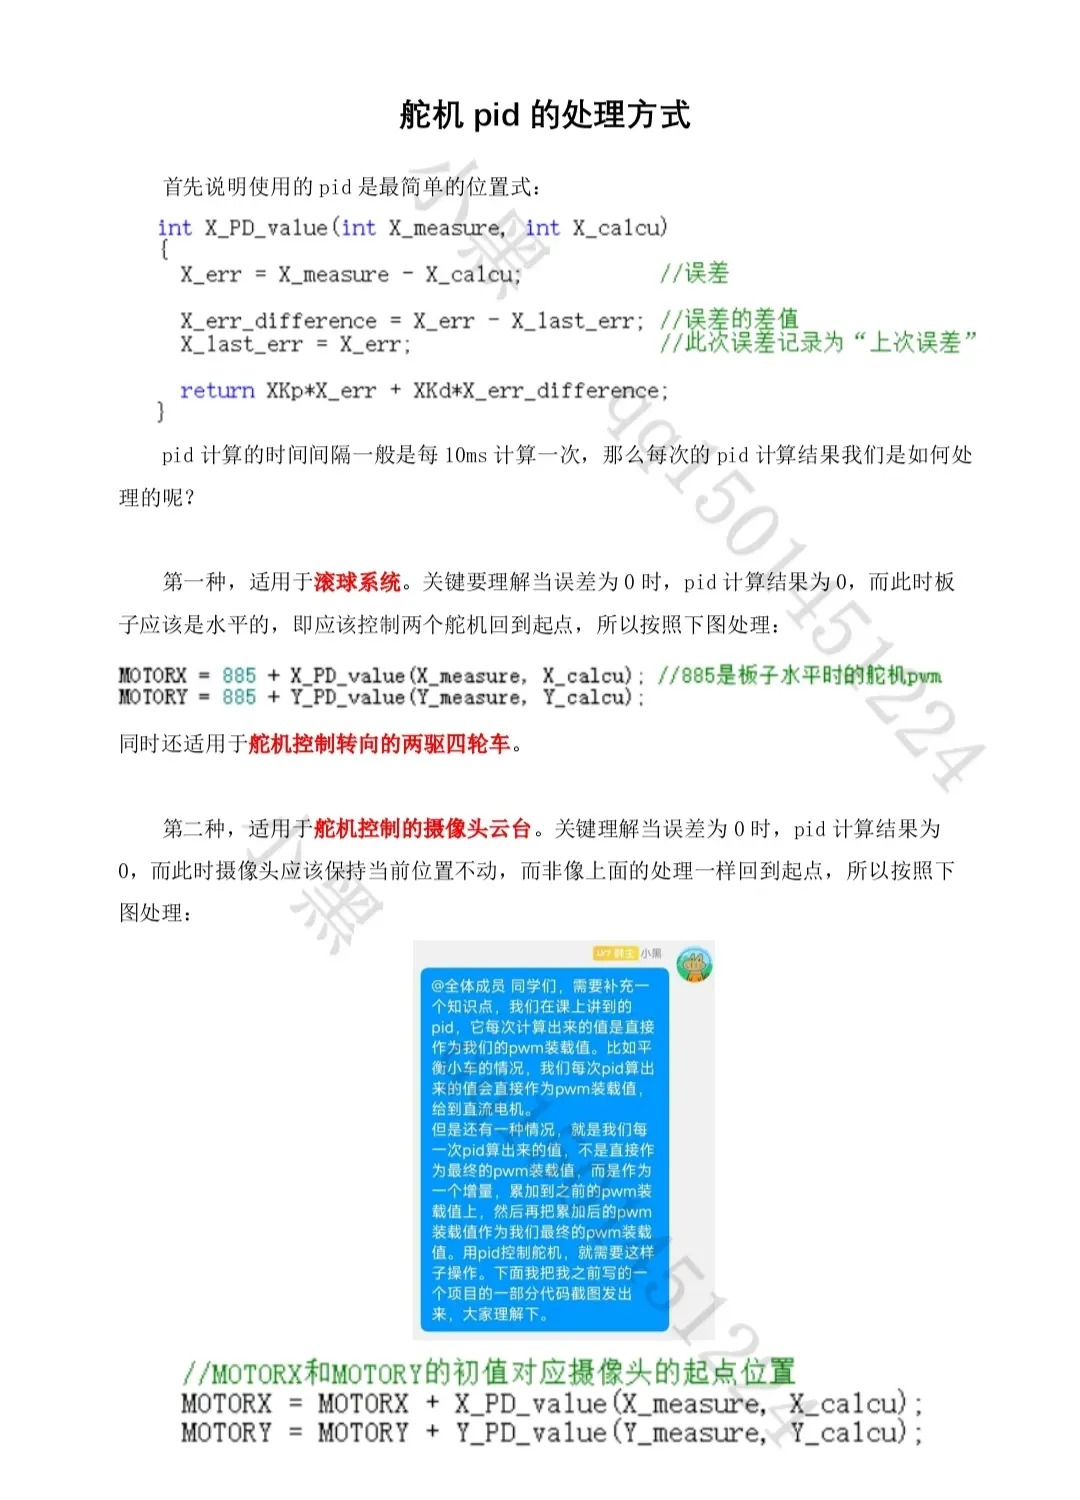 舵机 pid 的处理方式
首先说明使用的 pid 是最简单的位置式：
int X_PD_value(int X_measure, int X_calcu)
{
X_err = X_measure - X_calcu; //误差
X_err_difference = X_err - X_last_err; //误差的差值
X_last_err = X_err; //此次误差记录为“上次误差”
return XKp*X_err + XKd*X_err_difference;
}
pid 计算的时间间隔一般是每 10ms 计算一次，那么每次的 pid 计算结果我们是如何处
理的呢？
第一种，适用于滚球系统。关键要理解当误差为 0 时，pid 计算结果为 0，而此时板
子应该是水平的，即应该控制两个舵机回到起点，所以按照下图处理：
MOTORX = 885 + X_PD_value(X_measure, X_calcu); //885是板子水平时的舵机pwm
MOTORY = 885 + Y_PD_value(Y_measure, Y_calcu);
同时还适用于舵机控制转向的两驱四轮车。
第二种，适用于舵机控制的摄像头云台。关键理解当误差为 0 时，pid 计算结果为
0，而此时摄像头应该保持当前位置不动，而非像上面的处理一样回到起点，所以按照下
图处理：
群主 小黑
@全体成员 同学们，需要补充一
个知识点，我们在课上讲到的
pid，它每次计算出来的值是直接
作为我们的pwm装载值。比如平
衡小车的情况，我们每次pid算出
来的值会直接作为pwm装载值，
给到直流电机。
但是还有一种情况，就是我们每
一次pid算出来的值，不是直接作
为最终的pwm装载值，而是作为
一个增量，累加到之前的pwm装
载值上，然后再把累加后的pwm
装载值作为我们最终的pwm装载
值。用pid控制舵机，就需要这样
子操作。下面我把我之前写的一
个项目的一部分代码截图发出
来，大家理解下。
//MOTORX和MOTORY的初值对应摄像头的起点位置
MOTORX = MOTORX + X_PD_value(X_measure, X_calcu);
MOTORY = MOTORY + Y_PD_value(Y_measure, Y_calcu);
小黑
qq1501451224
小黑